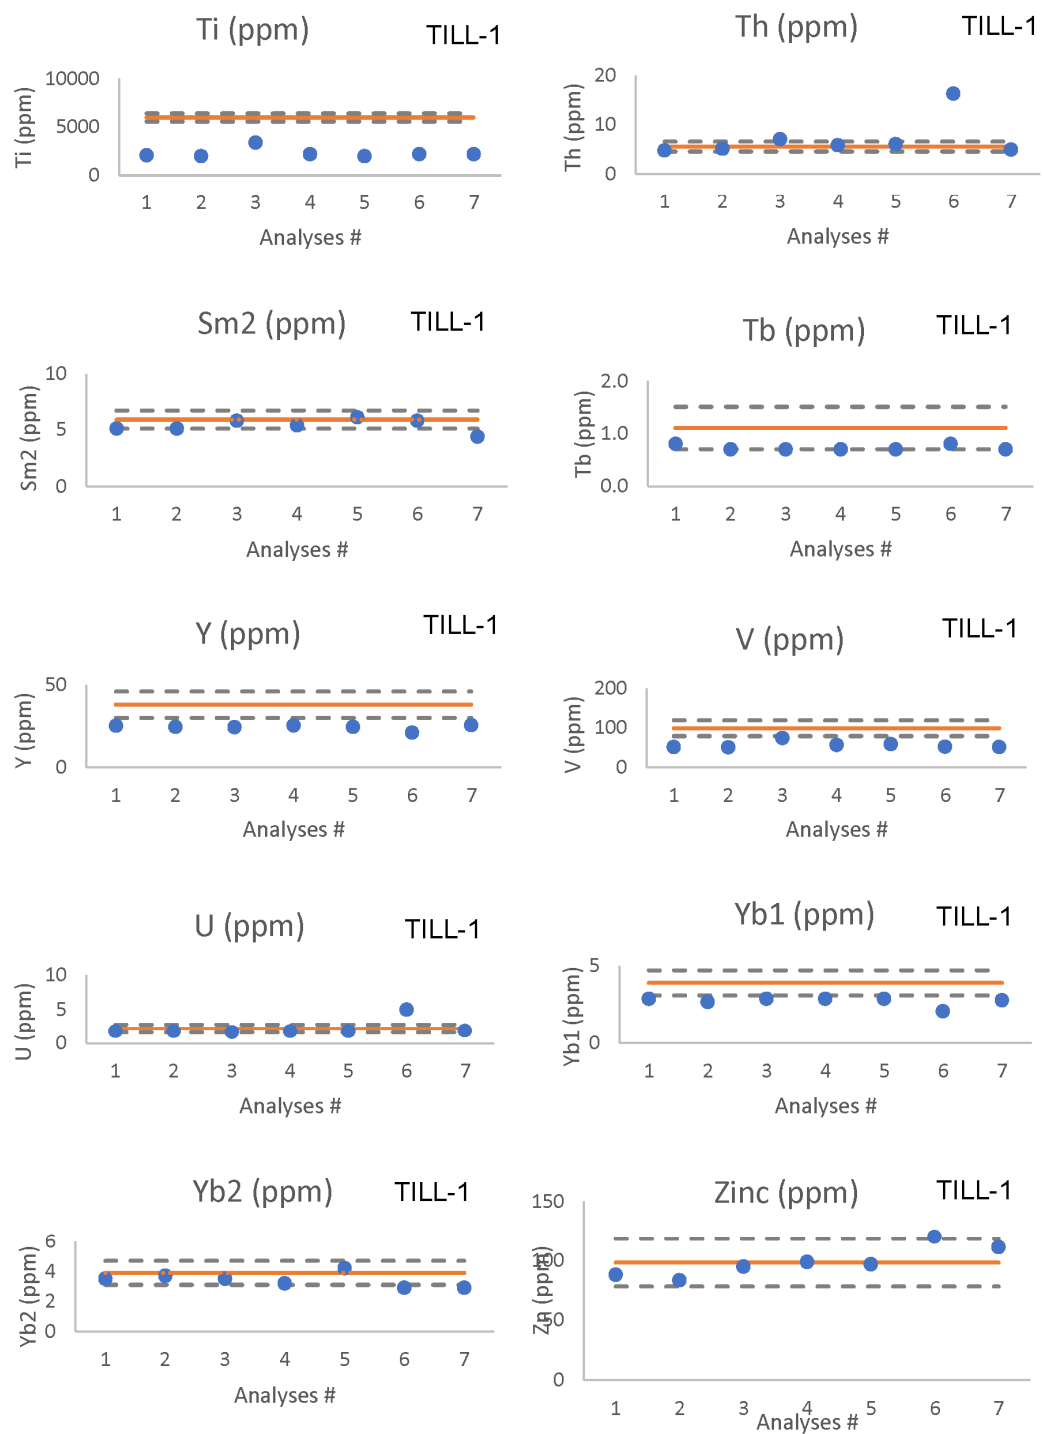 Ti (ppm) TILL-1
10000
5000
0
Ti (ppm)
1 2 3 4 5 6 7
Analyses #
Th (ppm) TILL-1
20
10
0
Th (ppm)
1 2 3 4 5 6 7
Analyses #
Sm2 (ppm) TILL-1
10
5
0
Sm2 (ppm)
1 2 3 4 5 6 7
Analyses #
Tb (ppm) TILL-1
2.0
1.0
0.0
Tb (ppm)
1 2 3 4 5 6 7
Analyses #
Y (ppm) TILL-1
50
0
Y (ppm)
1 2 3 4 5 6 7
Analyses #
V (ppm) TILL-1
200
100
0
V (ppm)
1 2 3 4 5 6 7
Analyses #
U (ppm) TILL-1
10
5
0
U (ppm)
1 2 3 4 5 6 7
Analyses #
Yb1 (ppm) TILL-1
5
0
Yb1 (ppm)
1 2 3 4 5 6 7
Analyses #
Yb2 (ppm) TILL-1
6
4
2
0
Yb2 (ppm)
1 2 3 4 5 6 7
Analyses #
Zinc (ppm) TILL-1
150
100
50
0
Zn (ppm)
1 2 3 4 5 6 7
Analyses #